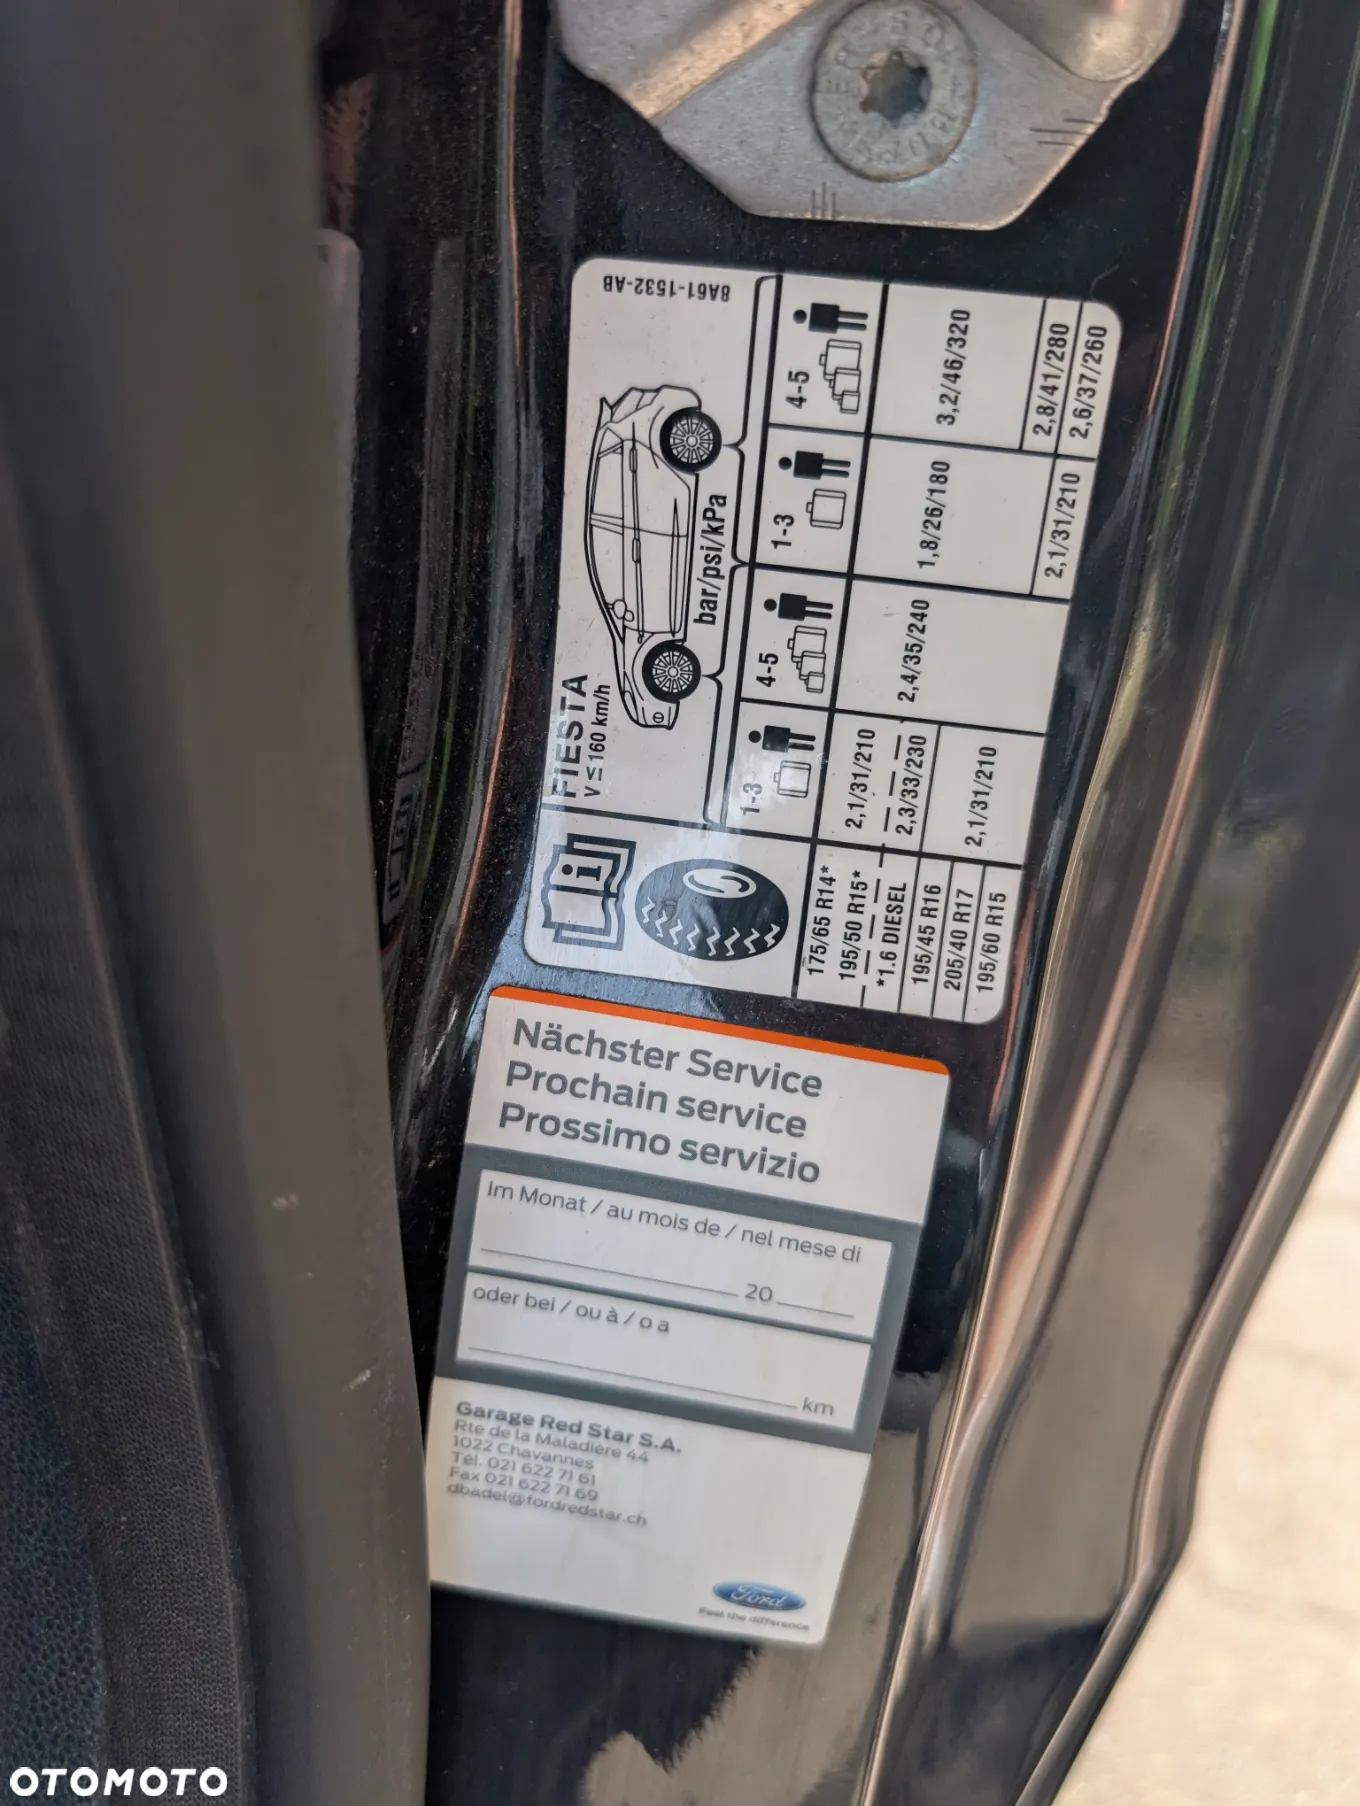 8A61-1532-AB
FIESTA
V ≤ 160 km/h
bar/psi/kPa
1-3
4-5
1-3
4-5
175/65 R14*
195/50 R15*
2,1/31/210
*1.6 DIESEL
2,3/33/230
2,4/35/240
1,8/26/180
3,2/46/320
195/45 R16
205/40 R17
2,1/31/210
2,8/41/280
195/60 R15
2,1/31/210
2,6/37/260
Nächster Service
Prochain service
Prossimo servizio
Im Monat / au mois de / nel mese di
20
oder bei / ou à / o a
km
Garage Red Star S.A.
Rte de la Maladière 44
1022 Chavannes
Tél. 021 622 71 61
Fax 021 622 71 69
dbadel@fordredstar.ch
Ford
Feel the difference
OTOMOTO